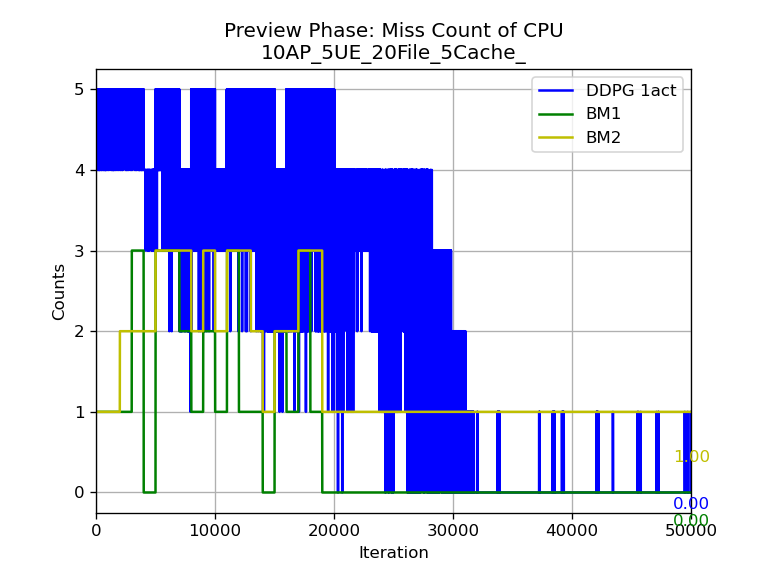 Preview Phase: Miss Count of CPU
10AP_5UE_20File_5Cache_
DDPG 1act
BM1
BM2
Counts
5
4
3
2
1
0
1.00
0.00
0.00
0 10000 20000 30000 40000 50000
Iteration